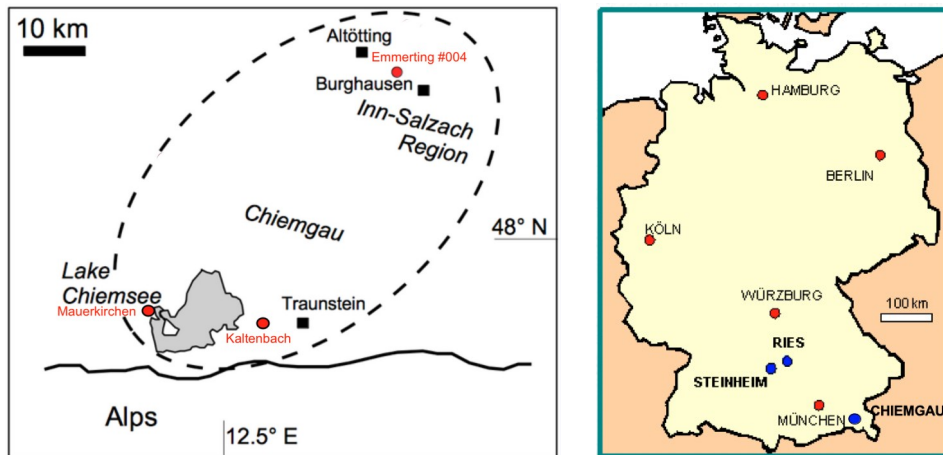 10 km
Altötting
Emmerting #004
Burghausen
Inn-Salzach
Region
Chiemgau
48° N
Lake
Chiemsee
Mauerkirchen
Traunstein
Kaltenbach
Alps
12.5° E
HAMBURG
BERLIN
KÖLN
WÜRZBURG
100 km
RIES
STEINHEIM
CHIEMGAU
MÜNCHEN